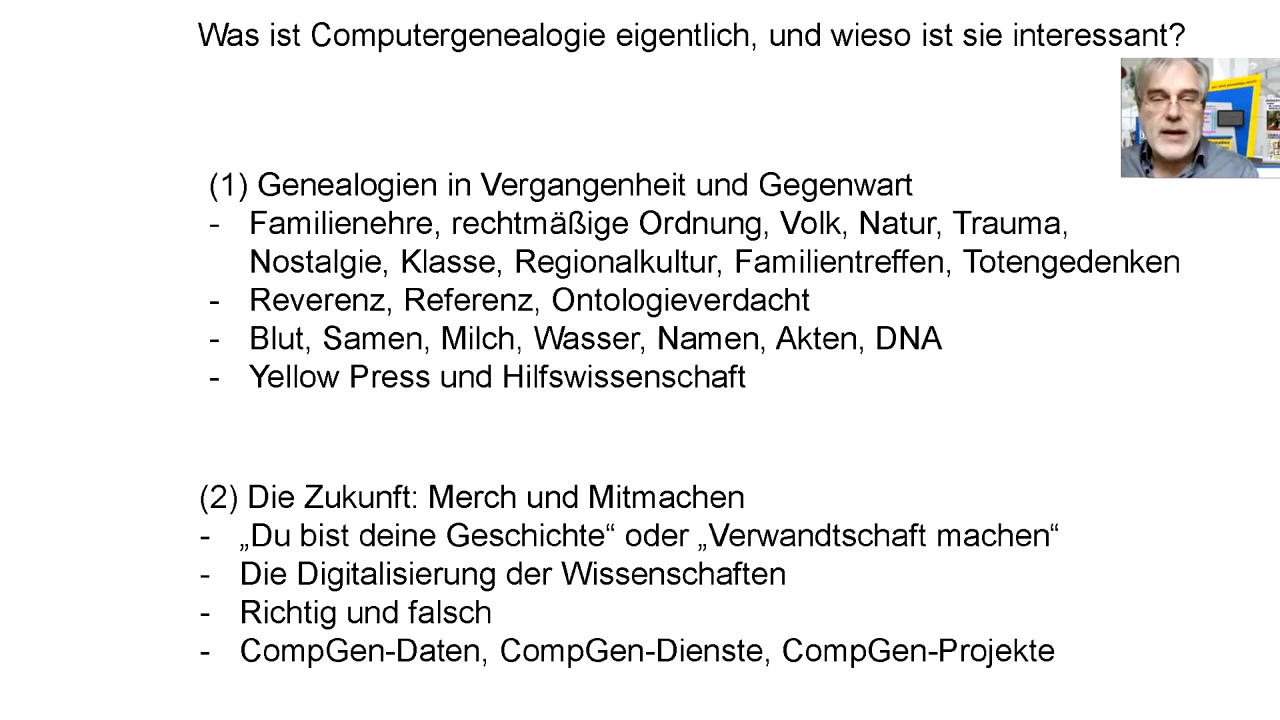 Was ist Computergenealogie eigentlich, und wieso ist sie interessant?
(1) Genealogien in Vergangenheit und Gegenwart
- Familienehre, rechtmäßige Ordnung, Volk, Natur, Trauma,
Nostalgie, Klasse, Regionalkultur, Familientreffen, Totengedenken
- Reverenz, Referenz, Ontologieverdacht
- Blut, Samen, Milch, Wasser, Namen, Akten, DNA
- Yellow Press und Hilfswissenschaft
(2) Die Zukunft: Merch und Mitmachen
- „Du bist deine Geschichte“ oder „Verwandtschaft machen“
- Die Digitalisierung der Wissenschaften
- Richtig und falsch
- CompGen-Daten, CompGen-Dienste, CompGen-Projekte